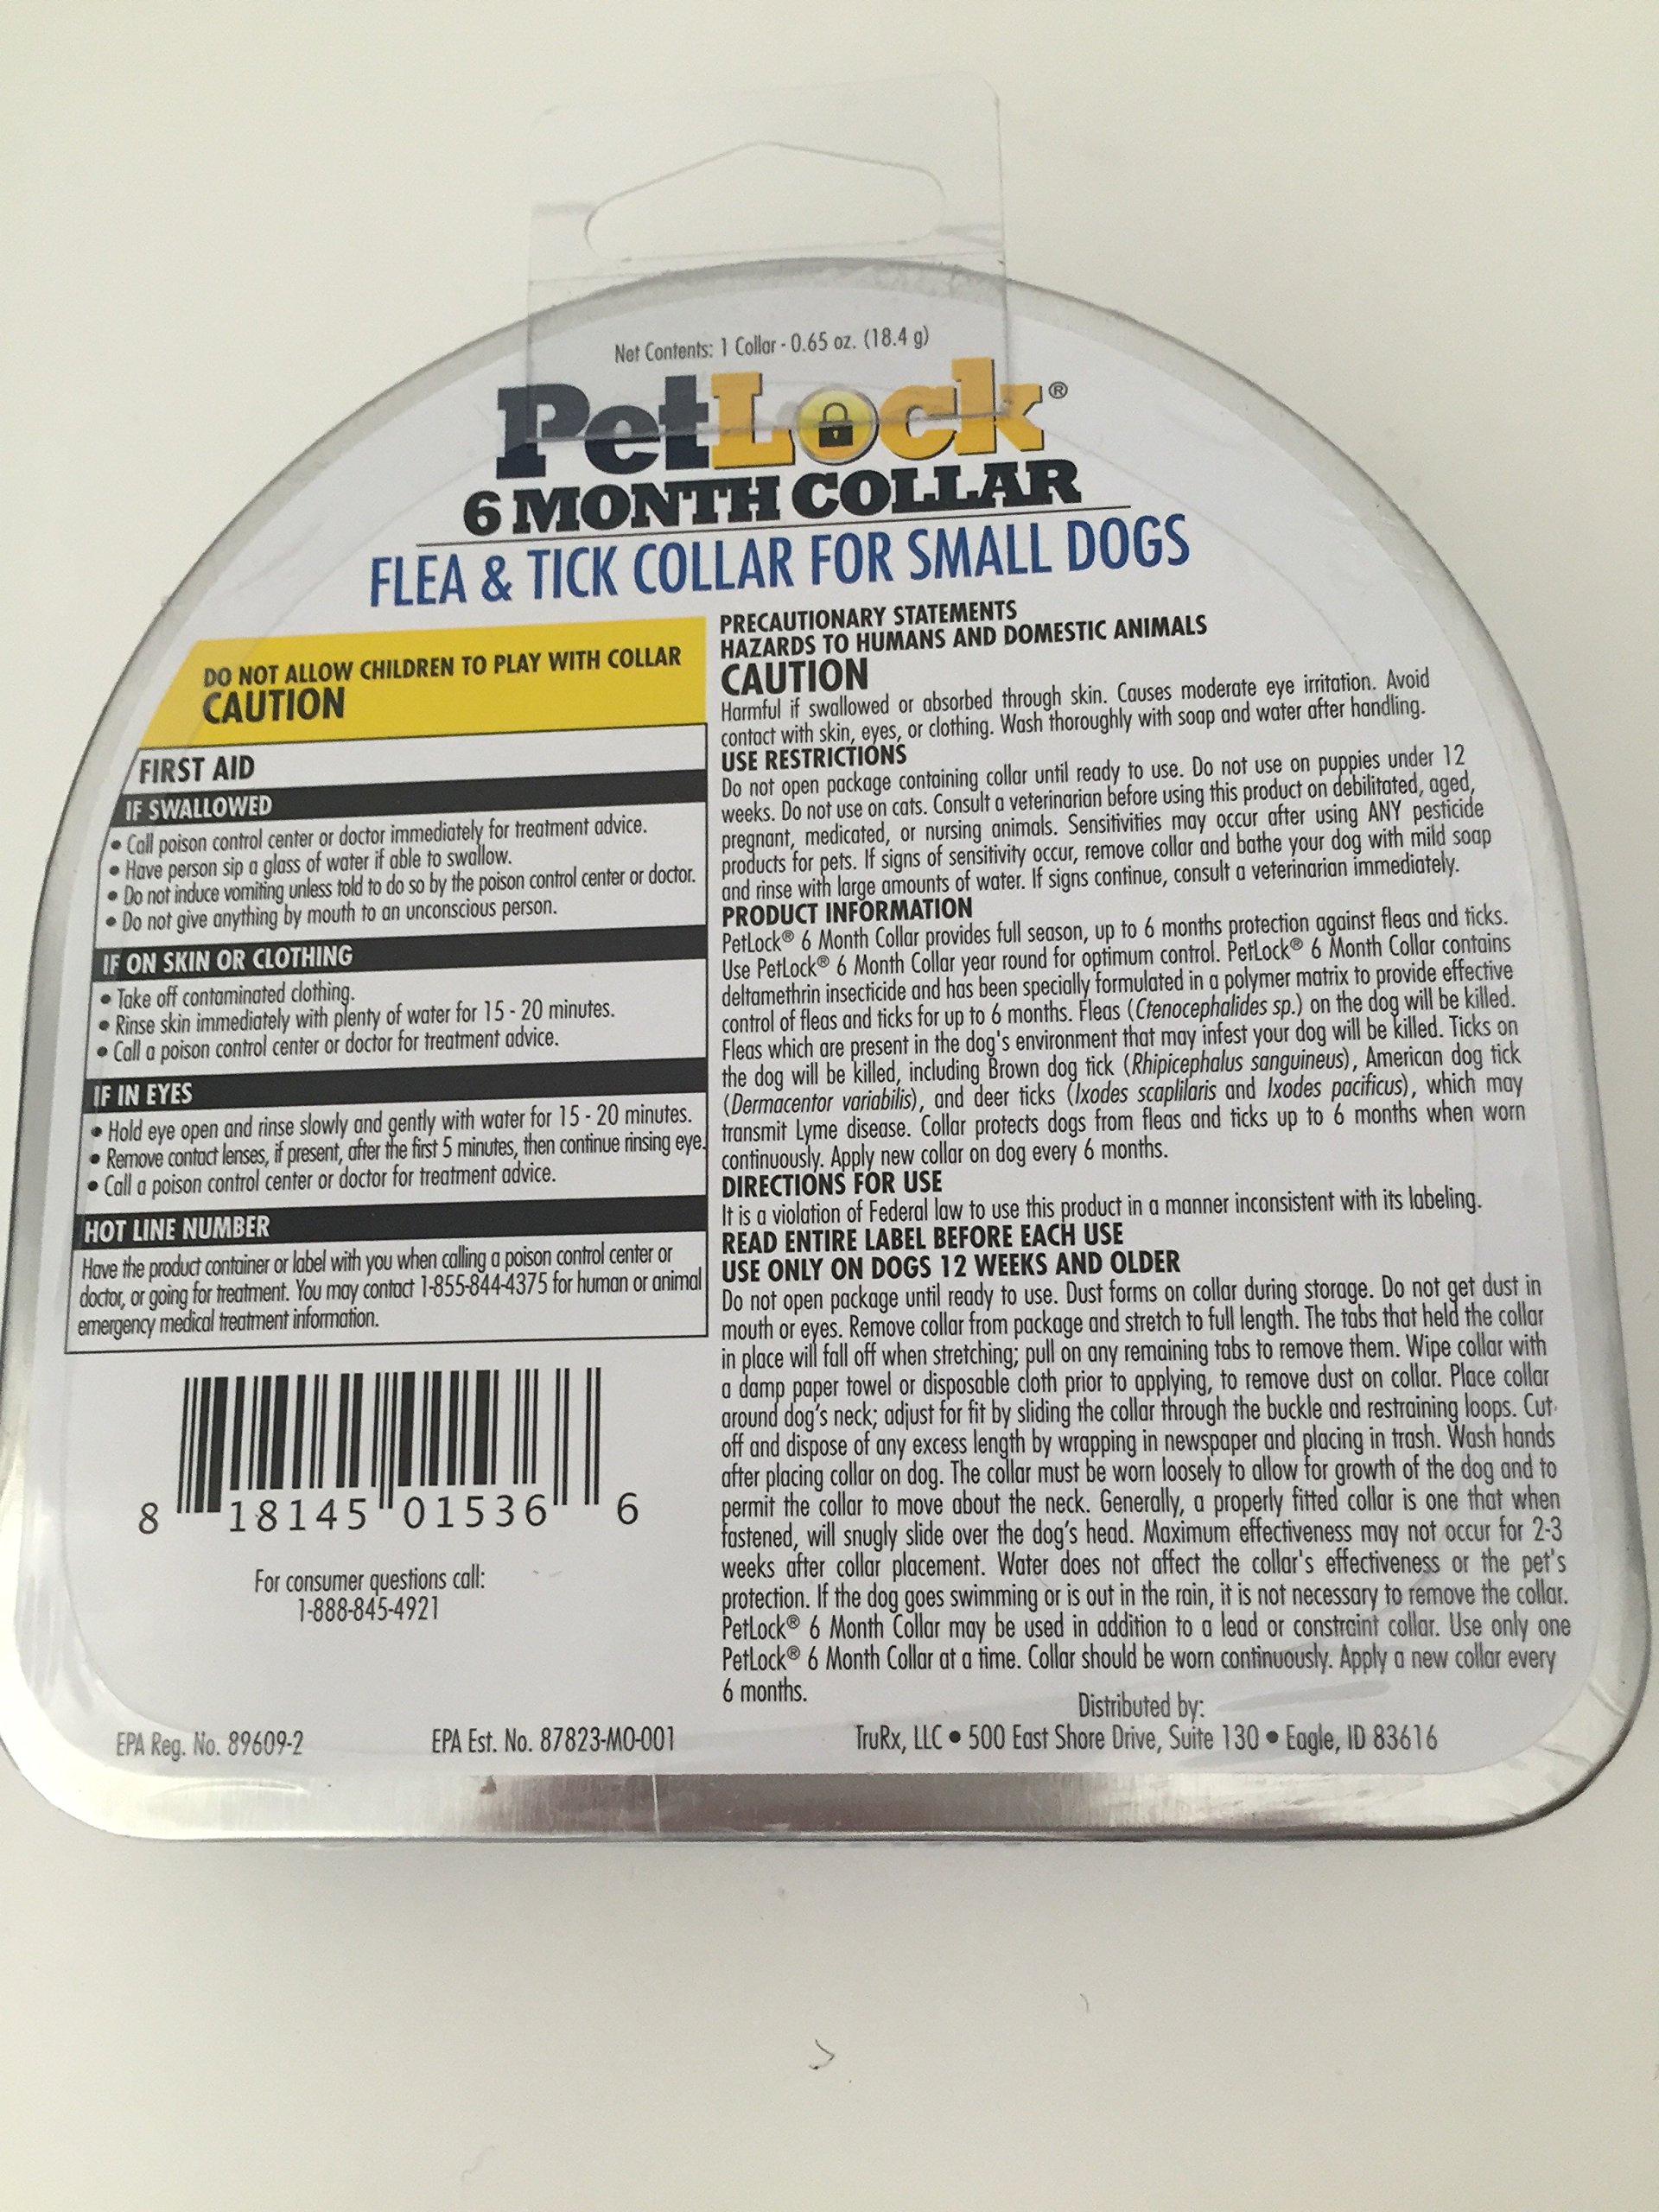 Net Contents: 1 Collar - 0.65 oz. (18.4 g)
PetLock®
6 MONTH COLLAR
FLEA & TICK COLLAR FOR SMALL DOGS
DO NOT ALLOW CHILDREN TO PLAY WITH COLLAR
CAUTION
FIRST AID
IF SWALLOWED
• Call poison control center or doctor immediately for treatment advice.
• Have person sip a glass of water if able to swallow.
• Do not induce vomiting unless told to do so by the poison control center or doctor.
• Do not give anything by mouth to an unconscious person.
IF ON SKIN OR CLOTHING
• Take off contaminated clothing.
• Rinse skin immediately with plenty of water for 15 - 20 minutes.
• Call a poison control center or doctor for treatment advice.
IF IN EYES
• Hold eye open and rinse slowly and gently with water for 15 - 20 minutes.
• Remove contact lenses, if present, after the first 5 minutes, then continue rinsing eye.
• Call a poison control center or doctor for treatment advice.
HOT LINE NUMBER
Have the product container or label with you when calling a poison control center or
doctor, or going for treatment. You may contact 1-855-844-4375 for human or animal
emergency medical treatment information.
8 18145 01536 6
For consumer questions call:
1-888-845-4921
PRECAUTIONARY STATEMENTS
HAZARDS TO HUMANS AND DOMESTIC ANIMALS
CAUTION
Harmful if swallowed or absorbed through skin. Causes moderate eye irritation. Avoid
contact with skin, eyes, or clothing. Wash thoroughly with soap and water after handling.
USE RESTRICTIONS
Do not open package containing collar until ready to use. Do not use on puppies under 12
weeks. Do not use on cats. Consult a veterinarian before using this product on debilitated, aged,
pregnant, medicated, or nursing animals. Sensitivities may occur after using ANY pesticide
products for pets. If signs of sensitivity occur, remove collar and bathe your dog with mild soap
and rinse with large amounts of water. If signs continue, consult a veterinarian immediately.
PRODUCT INFORMATION
PetLock® 6 Month Collar provides full season, up to 6 months protection against fleas and ticks.
Use PetLock® 6 Month Collar year round for optimum control. PetLock® 6 Month Collar contains
deltamethrin insecticide and has been specially formulated in a polymer matrix to provide effective
control of fleas and ticks for up to 6 months. Fleas (Ctenocephalides sp.) on the dog will be killed.
Fleas which are present in the dog's environment that may infest your dog will be killed. Ticks on
the dog will be killed, including Brown dog tick (Rhipicephalus sanguineus), American dog tick
(Dermacentor variabilis), and deer ticks (Ixodes scaplilaris and Ixodes pacificus), which may
transmit Lyme disease. Collar protects dogs from fleas and ticks up to 6 months when worn
continuously. Apply new collar on dog every 6 months.
DIRECTIONS FOR USE
It is a violation of Federal law to use this product in a manner inconsistent with its labeling.
READ ENTIRE LABEL BEFORE EACH USE
USE ONLY ON DOGS 12 WEEKS AND OLDER
Do not open package until ready to use. Dust forms on collar during storage. Do not get dust in
mouth or eyes. Remove collar from package and stretch to full length. The tabs that held the collar
in place will fall off when stretching; pull on any remaining tabs to remove them. Wipe collar with
a damp paper towel or disposable cloth prior to applying, to remove dust on collar. Place collar
around dog's neck; adjust for fit by sliding the collar through the buckle and restraining loops. Cut
off and dispose of any excess length by wrapping in newspaper and placing in trash. Wash hands
after placing collar on dog. The collar must be worn loosely to allow for growth of the dog and to
permit the collar to move about the neck. Generally, a properly fitted collar is one that when
fastened, will snugly slide over the dog's head. Maximum effectiveness may not occur for 2-3
weeks after collar placement. Water does not affect the collar's effectiveness or the pet's
protection. If the dog goes swimming or is out in the rain, it is not necessary to remove the collar.
PetLock® 6 Month Collar may be used in addition to a lead or constraint collar. Use only one
PetLock® 6 Month Collar at a time. Collar should be worn continuously. Apply a new collar every
6 months.
Distributed by:
EPA Reg. No. 89609-2 EPA Est. No. 87823-MO-001 TruRx, LLC • 500 East Shore Drive, Suite 130 • Eagle, ID 83616